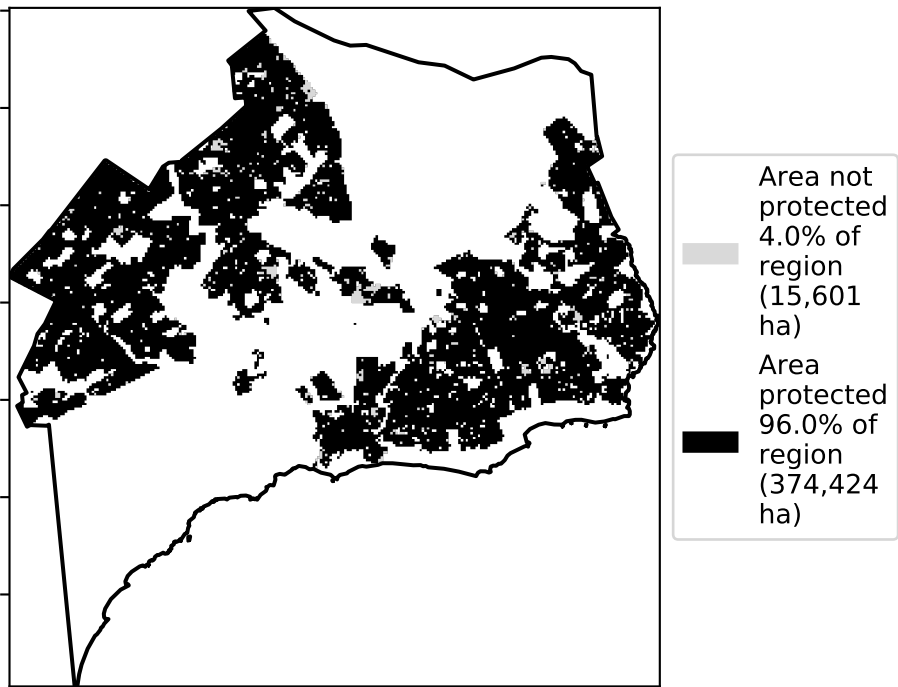 Area not
protected
4.0% of
region
(15,601
ha)
Area
protected
96.0% of
region
(374,424
ha)